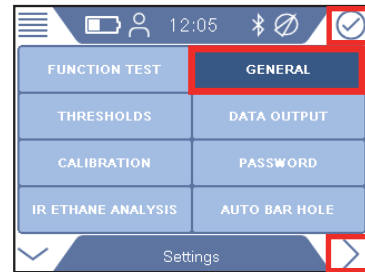 12:05
FUNCTION TEST GENERAL
THRESHOLDS DATA OUTPUT
CALIBRATION PASSWORD
IR ETHANE ANALYSIS AUTO BAR HOLE
Settings